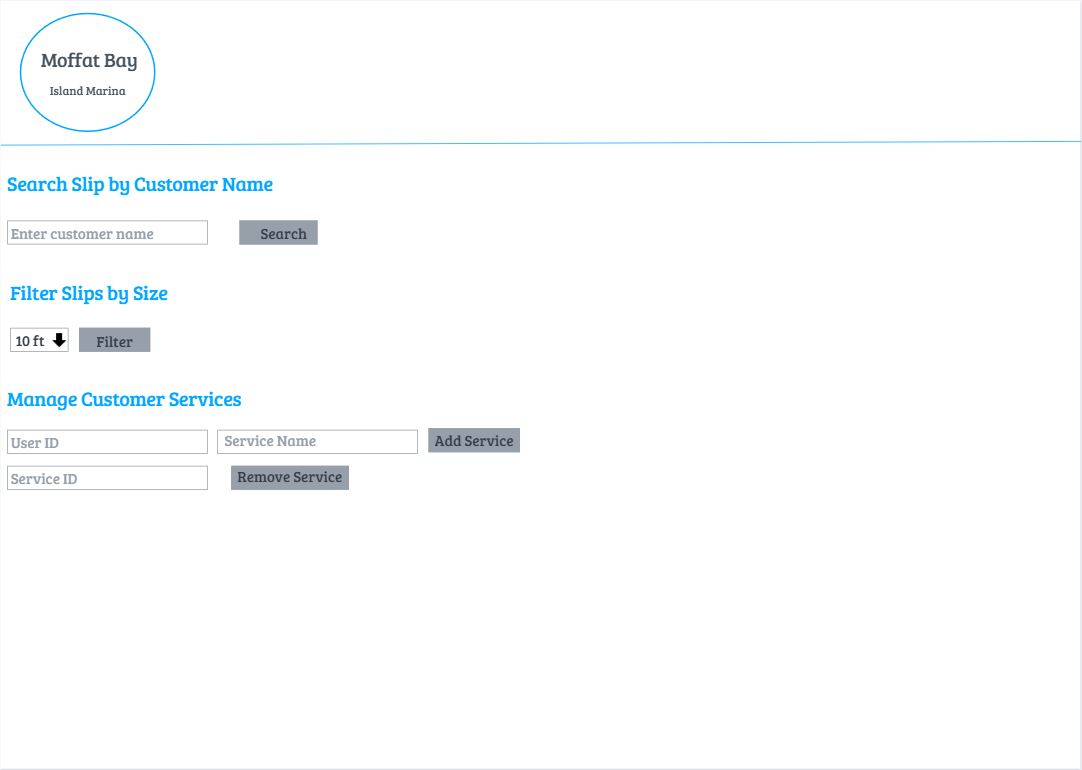 Moffat Bay
Island Marina
Search Slip by Customer Name
Enter customer name Search
Filter Slips by Size
10 ft Filter
Manage Customer Services
User ID Service Name Add Service
Service ID Remove Service